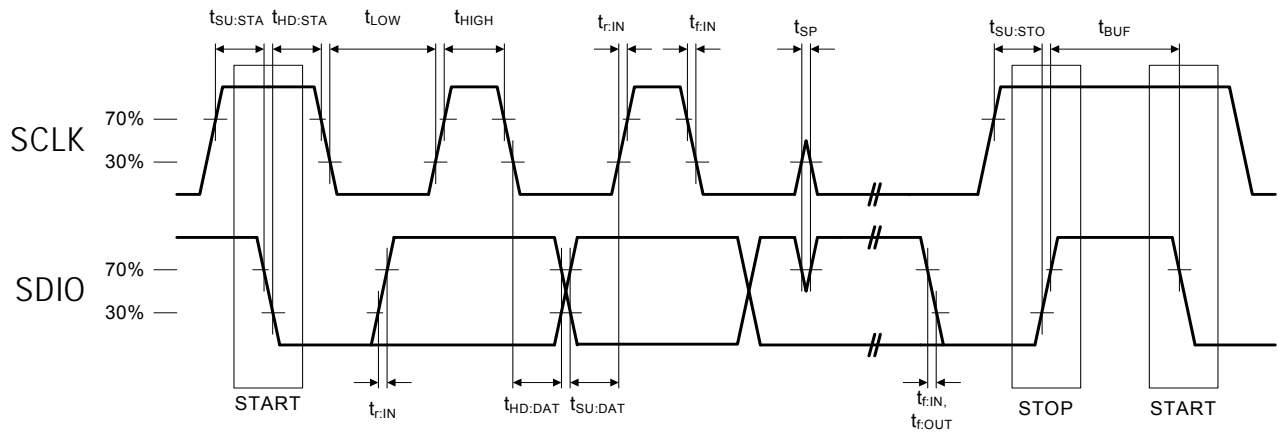 tSU:STA tHD:STA tLOW tHIGH tr:IN tf:IN tSP tSU:STO tBUF
SCLK
70%
30%
SDIO
70%
30%
START
tr:IN
tHD:DAT tSU:DAT
tf:IN,
tf:OUT
STOP
START